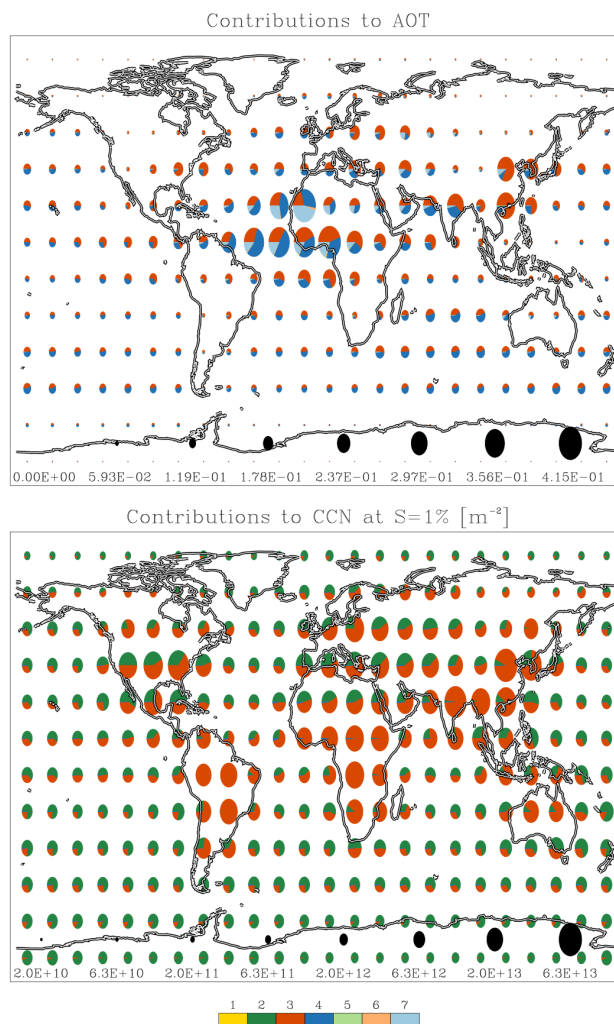 Contributions to AOT
0.00E+00 5.93E-02 1.19E-01 1.78E-01 2.37E-01 2.97E-01 3.56E-01 4.15E-01
Contributions to CCN at S=1% [m⁻²]
2.0E+10 6.3E+10 2.0E+11 6.3E+11 2.0E+12 6.3E+12 2.0E+13 6.3E+13
1 2 3 4 5 6 7